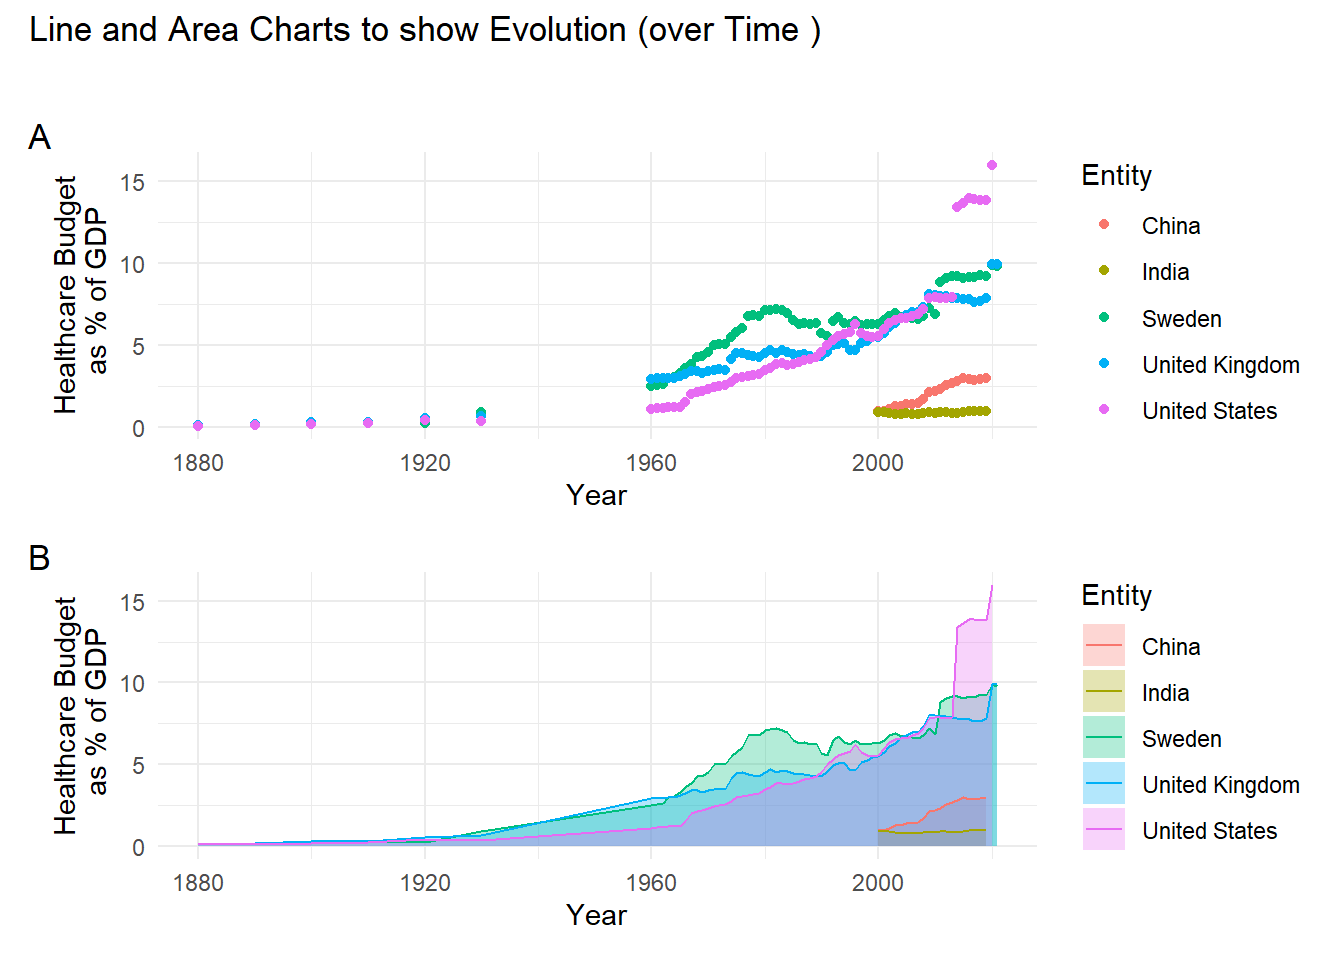 Line and Area Charts to show Evolution (over Time )
A
Healthcare Budget
as % of GDP
15
10
5
0
1880
1920
1960
2000
Year
Entity
China
India
Sweden
United Kingdom
United States
B
Healthcare Budget
as % of GDP
15
10
5
0
1880
1920
1960
2000
Year
Entity
China
India
Sweden
United Kingdom
United States